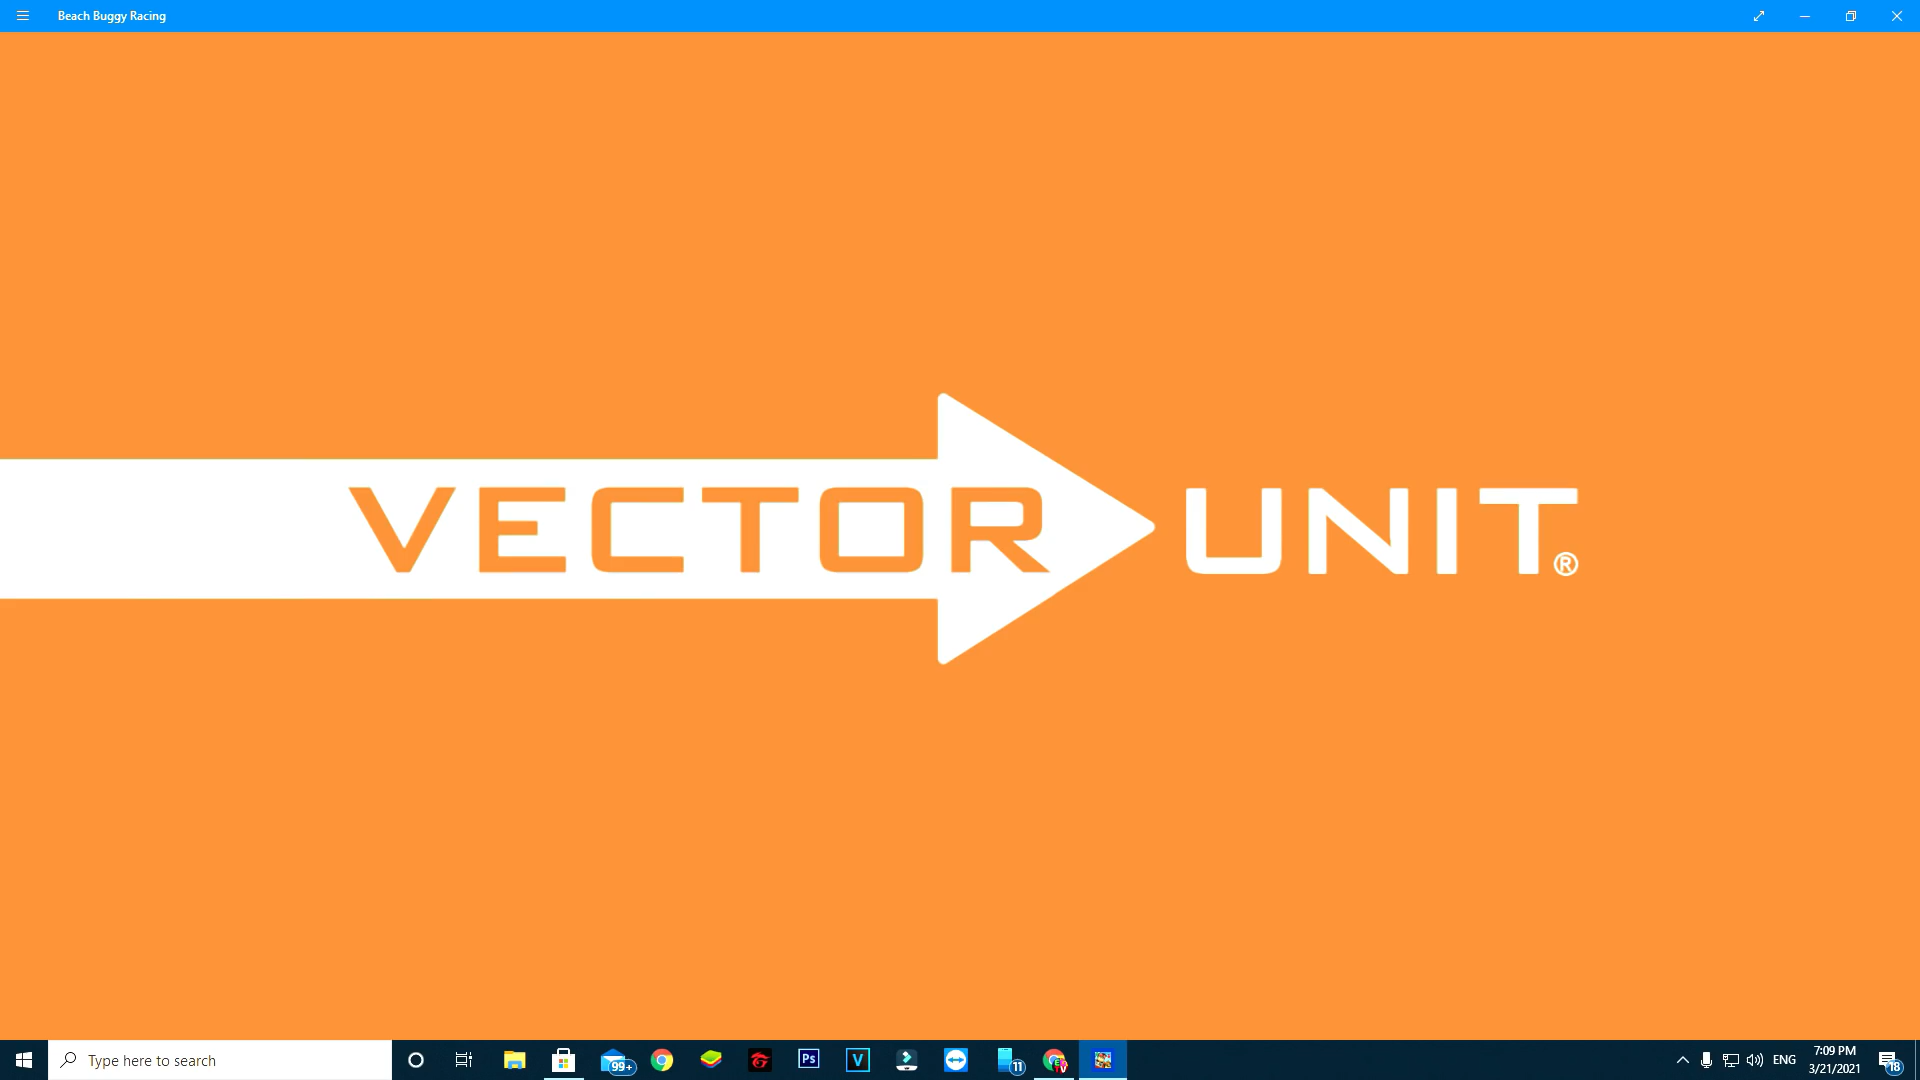 Beach Buggy Racing
VECTOR UNIT®
Type here to search
99+
Ps
V
11
ENG
7:09 PM
3/21/2021
18